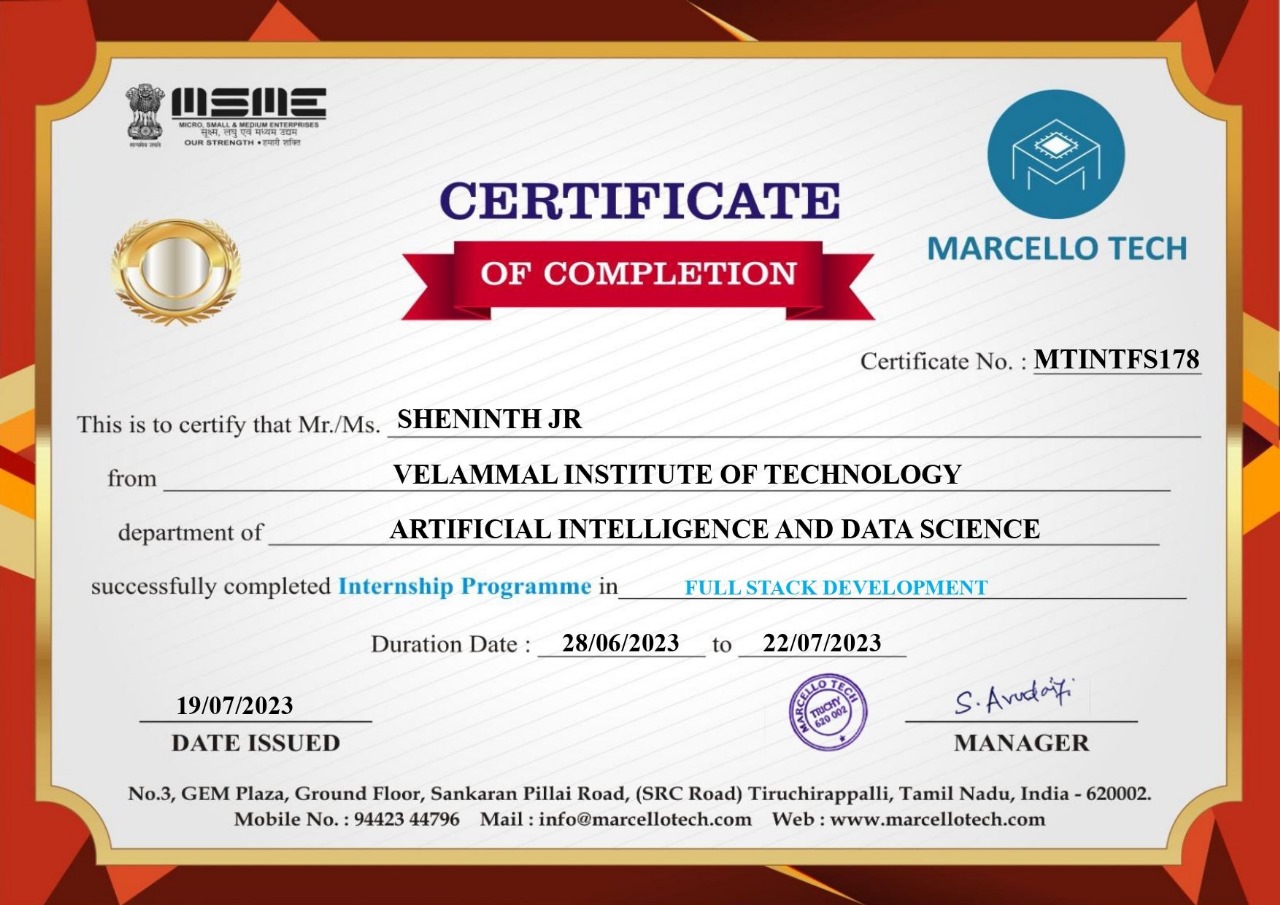 MSME
MICRO, SMALL & MEDIUM ENTERPRISES
सूक्ष्म, लघु एवं मध्यम उद्यम
OUR STRENGTH • हमारी शक्ति
सत्यमेव जयते
MARCELLO TECH
CERTIFICATE
OF COMPLETION
Certificate No. : MTINTFS178
This is to certify that Mr./Ms. SHENINTH JR
from VELAMMAL INSTITUTE OF TECHNOLOGY
department of ARTIFICIAL INTELLIGENCE AND DATA SCIENCE
successfully completed Internship Programme in FULL STACK DEVELOPMENT
Duration Date : 28/06/2023 to 22/07/2023
19/07/2023
DATE ISSUED
MARCELLO TECH
TRICHY
620 002
S.
MANAGER
No.3, GEM Plaza, Ground Floor, Sankaran Pillai Road, (SRC Road) Tiruchirappalli, Tamil Nadu, India - 620002.
Mobile No. : 94423 44796 Mail : info@marcellotech.com Web : www.marcellotech.com